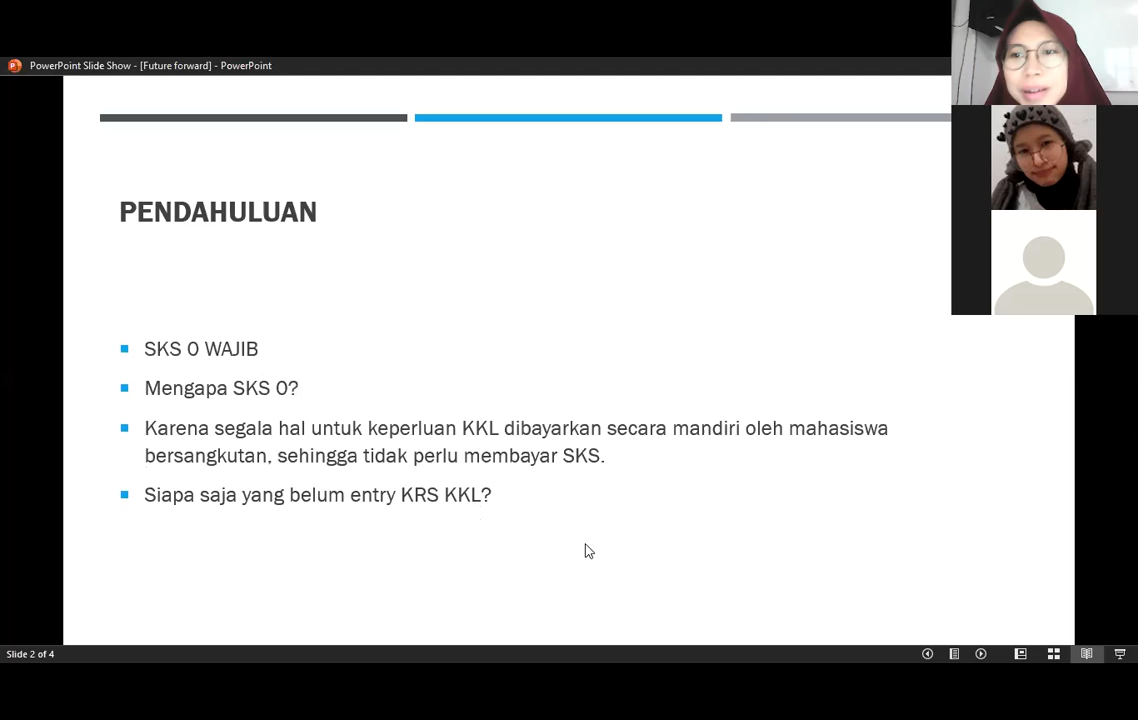 PowerPoint Slide Show - [Future forward] - PowerPoint
PENDAHULUAN
SKS 0 WAJIB
Mengapa SKS 0?
Karena segala hal untuk keperluan KKL dibayarkan secara mandiri oleh mahasiswa
bersangkutan, sehingga tidak perlu membayar SKS.
Siapa saja yang belum entry KRS KKL?
Slide 2 of 4